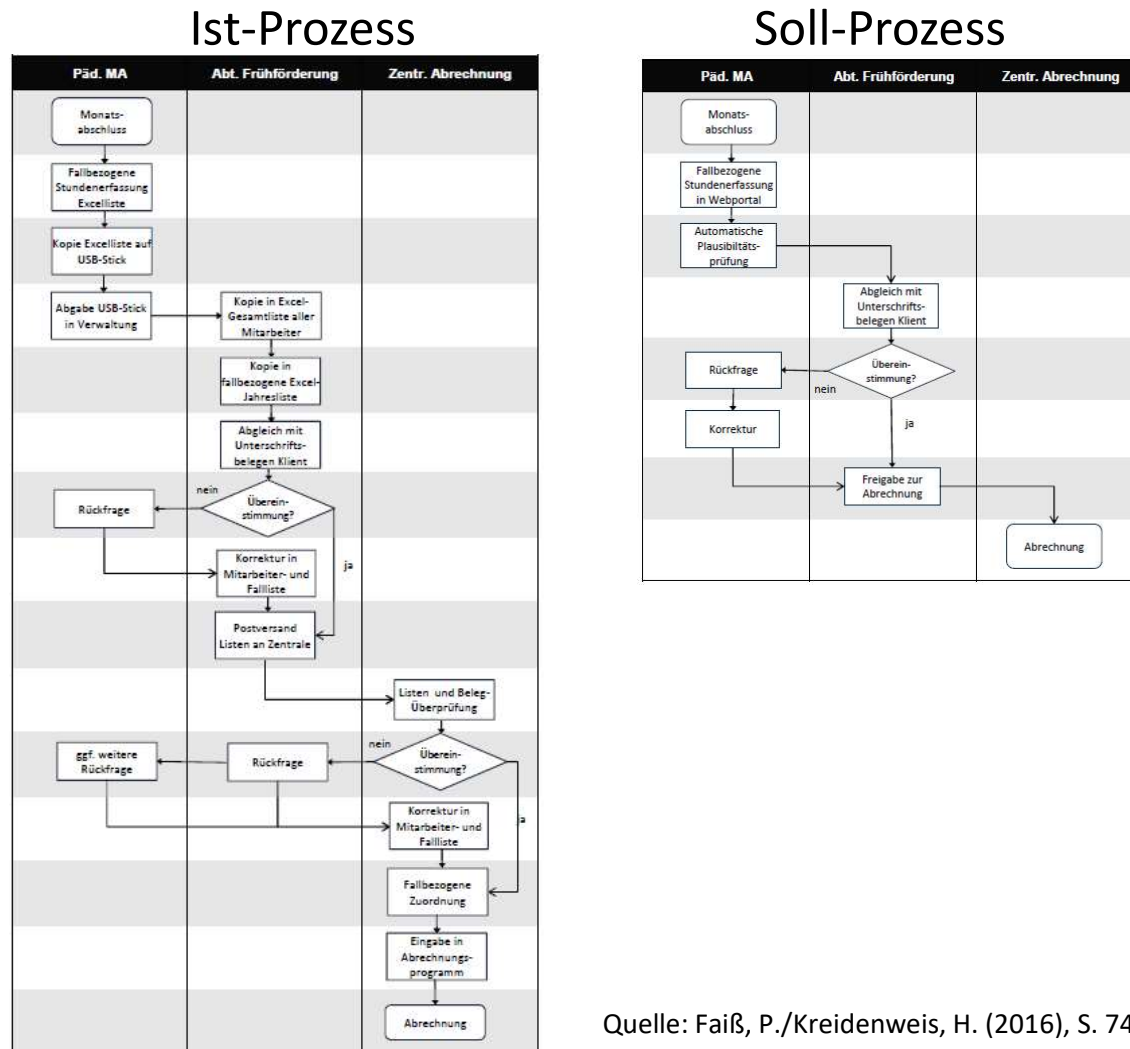 Ist-Prozess
Päd. MA
Abt. Frühförderung
Zentr. Abrechnung
Monats-
abschluss
Fallbezogene
Stundenerfassung
Excelliste
Kopie Excelliste auf
USB-Stick
Abgabe USB-Stick
in Verwaltung
Kopie in Excel-
Gesamtliste aller
Mitarbeiter
Kopie in
fallbezogene Excel-
Jahresliste
Abgleich mit
Unterschrifts-
belegen Klient
nein
Überein-
stimmung?
Rückfrage
ja
Korrektur in
Mitarbeiter- und
Fallliste
Postversand
Listen an Zentrale
Listen und Beleg-
Überprüfung
nein
Überein-
stimmung?
Rückfrage
ggf. weitere
Rückfrage
ja
Korrektur in
Mitarbeiter- und
Fallliste
Fallbezogene
Zuordnung
Eingabe in
Abrechnungs-
programm
Abrechnung
Soll-Prozess
Päd. MA
Abt. Frühförderung
Zentr. Abrechnung
Monats-
abschluss
Fallbezogene
Stundenerfassung
in Webportal
Automatische
Plausibiltäts-
prüfung
Abgleich mit
Unterschrifts-
belegen Klient
Überein-
stimmung?
nein
Rückfrage
Korrektur
ja
Freigabe zur
Abrechnung
Abrechnung
Quelle: Faiß, P./Kreidenweis, H. (2016), S. 74